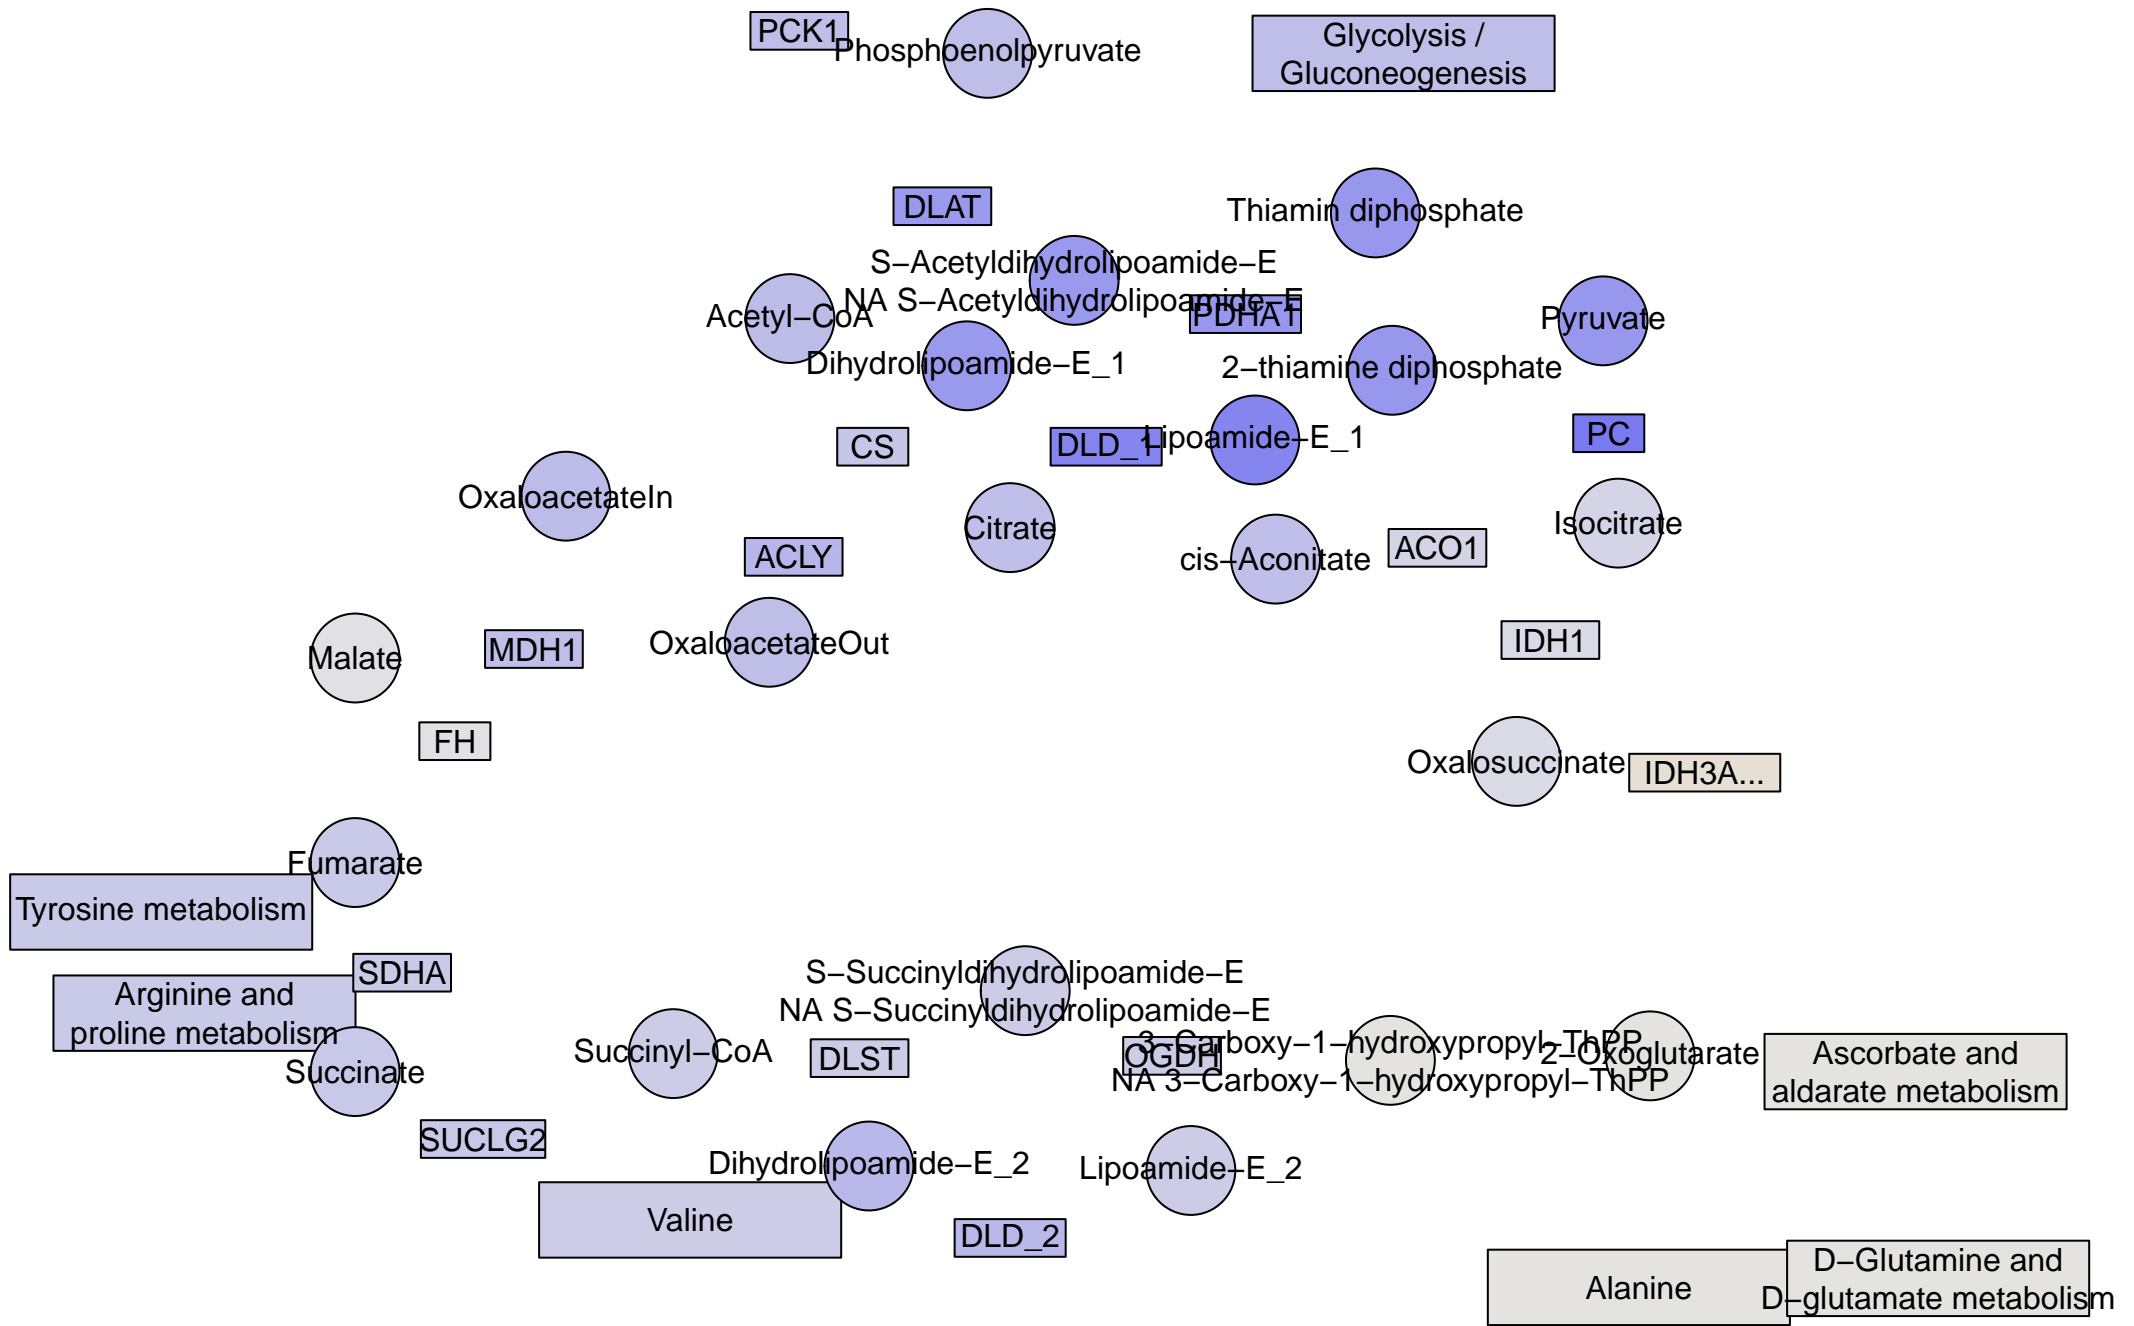 PCK1
Phosphoenolpyruvate
Glycolysis /
Gluconeogenesis
DLAT
Thiamin diphosphate
S−Acetyldihydrolipoamide−E
NA S−Acetyldihydrolipoamide−E
Acetyl−CoA
PDHA1
Pyruvate
Dihydrolipoamide−E_1
2−thiamine diphosphate
CS
DLD_1
Lipoamide−E_1
PC
OxaloacetateIn
Citrate
Isocitrate
ACLY
cis−Aconitate
ACO1
Malate
MDH1
OxaloacetateOut
IDH1
FH
Oxalosuccinate
IDH3A...
Fumarate
Tyrosine metabolism
SDHA
Arginine and
proline metabolism
Succinate
S−Succinyldihydrolipoamide−E
NA S−Succinyldihydrolipoamide−E
Succinyl−CoA
DLST
OGDH
3−Carboxy−1−hydroxypropyl−ThPP
NA 3−Carboxy−1−hydroxypropyl−ThPP
2−Oxoglutarate
Ascorbate and
aldarate metabolism
SUCLG2
Dihydrolipoamide−E_2
Lipoamide−E_2
Valine
DLD_2
Alanine
D−Glutamine and
D−glutamate metabolism